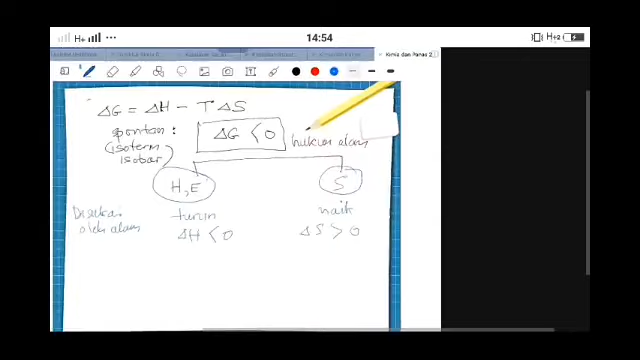 H+
14:54
H+2
Kimia dan Panas 2
ΔG = ΔH − TΔS
spontan :
(isoterm
isobar
ΔG < 0
hukum alam
H, E
S
Disukai
oleh alam
turun
naik
ΔH < 0
ΔS > 0